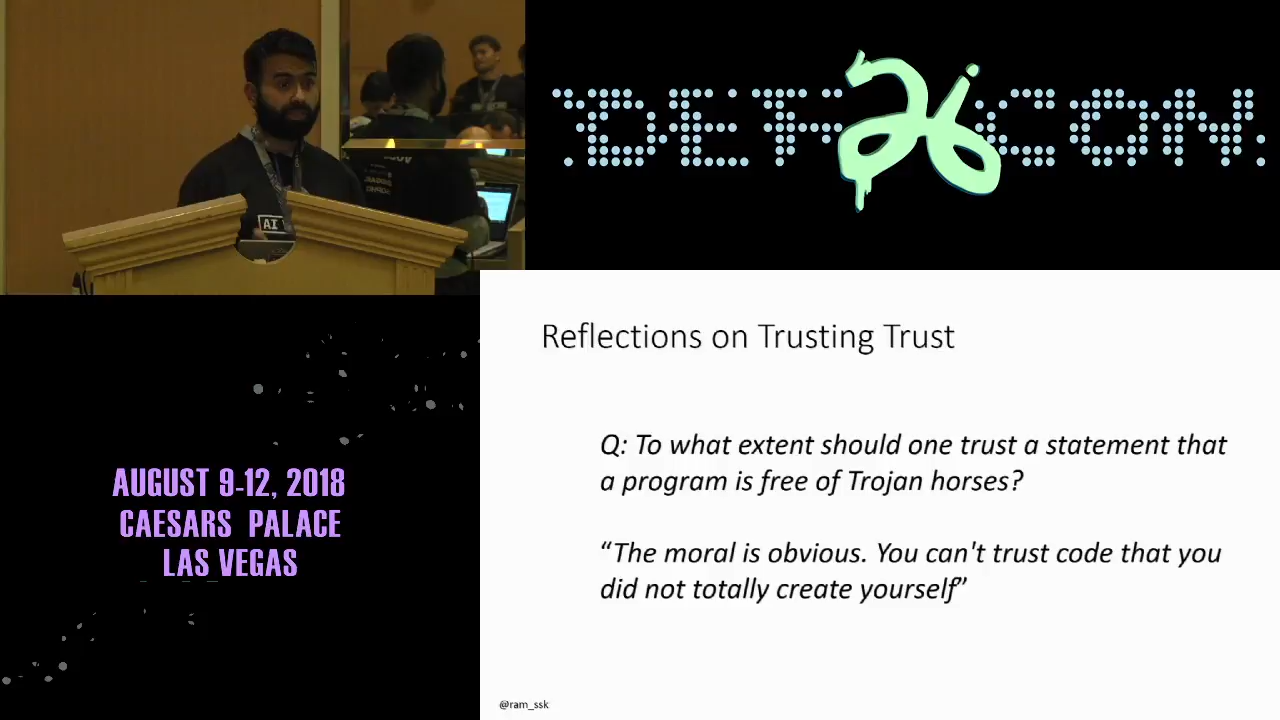 AI
DEF 26 CON
AUGUST 9-12, 2018
CAESARS PALACE
LAS VEGAS
Reflections on Trusting Trust
Q: To what extent should one trust a statement that
a program is free of Trojan horses?
“The moral is obvious. You can't trust code that you
did not totally create yourself”
@ram_ssk